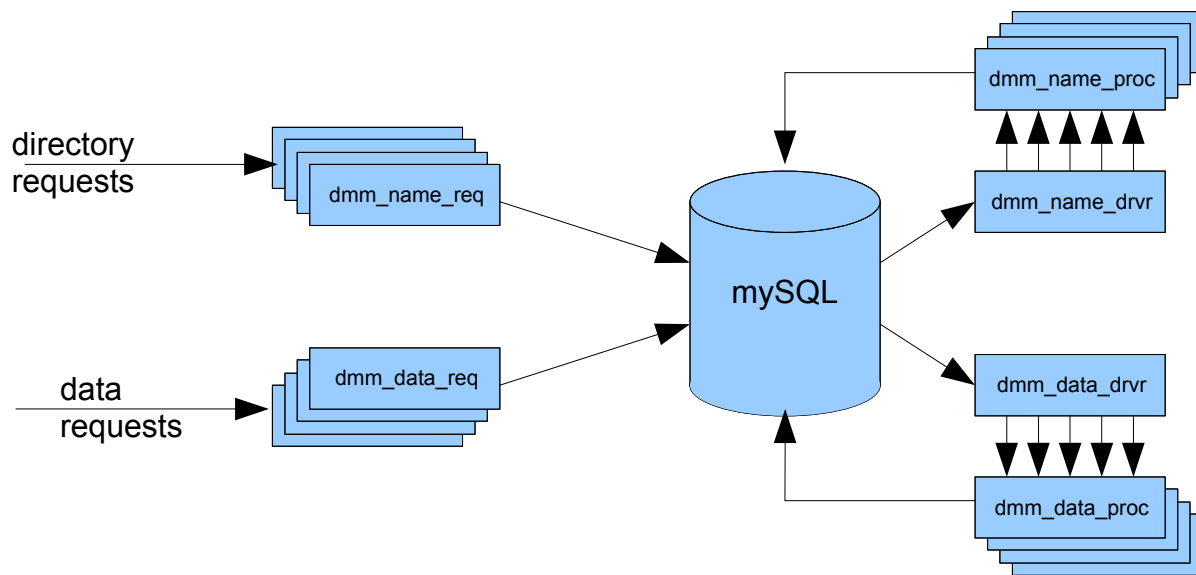 dmm_name_proc
directory
requests
dmm_name_req
dmm_name_drvr
mySQL
data
requests
dmm_data_req
dmm_data_drvr
dmm_data_proc